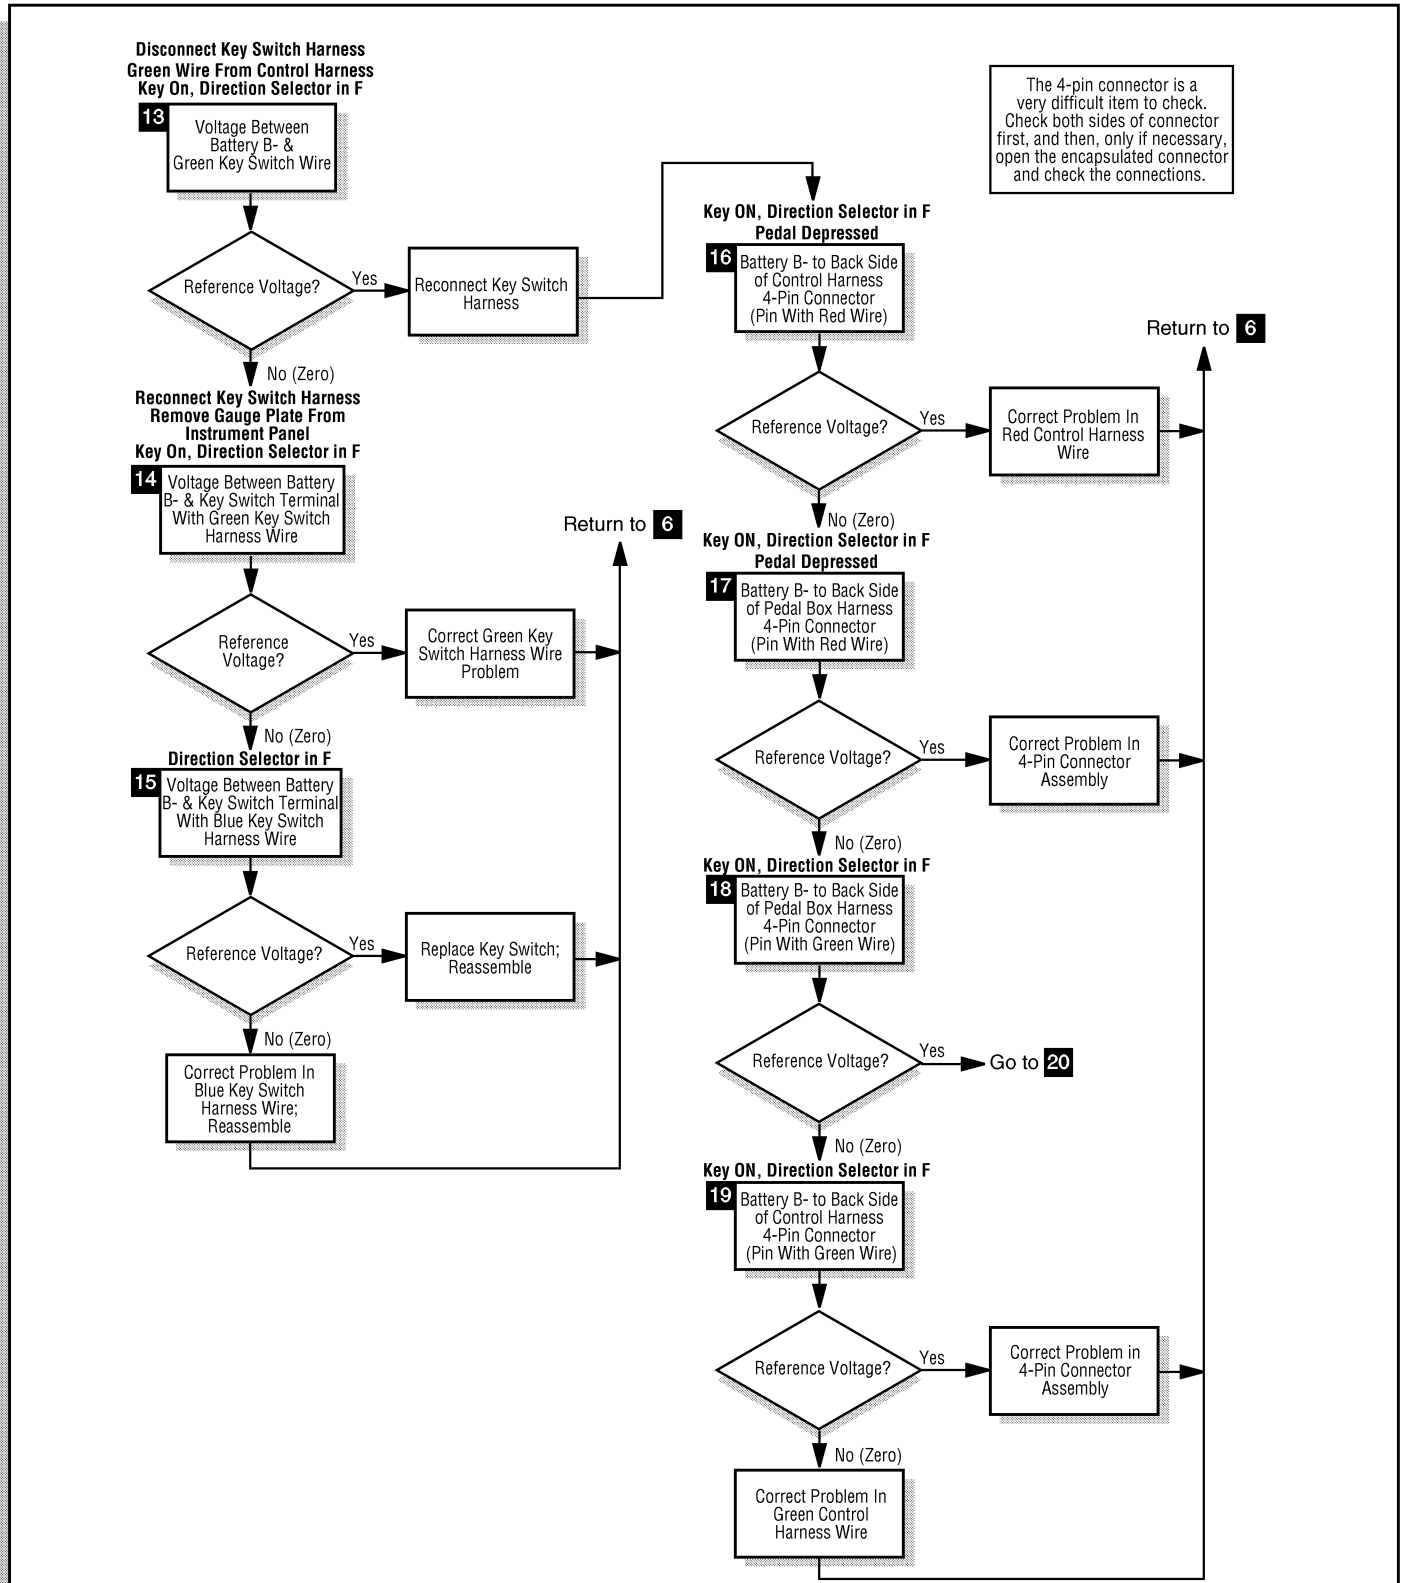 Disconnect Key Switch Harness
Green Wire From Control Harness
Key On, Direction Selector in F
13
Voltage Between
Battery B- &
Green Key Switch Wire
Reference Voltage?
Yes
Reconnect Key Switch
Harness
No (Zero)
Reconnect Key Switch Harness
Remove Gauge Plate From
Instrument Panel
Key On, Direction Selector in F
14
Voltage Between Battery
B- & Key Switch Terminal
With Green Key Switch
Harness Wire
Reference
Voltage?
Yes
Correct Green Key
Switch Harness Wire
Problem
Return to 6
No (Zero)
Direction Selector in F
15
Voltage Between Battery
B- & Key Switch Terminal
With Blue Key Switch
Harness Wire
Reference Voltage?
Yes
Replace Key Switch;
Reassemble
No (Zero)
Correct Problem In
Blue Key Switch
Harness Wire;
Reassemble
The 4-pin connector is a
very difficult item to check.
Check both sides of connector
first, and then, only if necessary,
open the encapsulated connector
and check the connections.
Key ON, Direction Selector in F
Pedal Depressed
16
Battery B- to Back Side
of Control Harness
4-Pin Connector
(Pin With Red Wire)
Return to 6
Reference Voltage?
Yes
Correct Problem In
Red Control Harness
Wire
No (Zero)
Key ON, Direction Selector in F
Pedal Depressed
17
Battery B- to Back Side
of Pedal Box Harness
4-Pin Connector
(Pin With Red Wire)
Reference Voltage?
Yes
Correct Problem In
4-Pin Connector
Assembly
No (Zero)
Key ON, Direction Selector in F
18
Battery B- to Back Side
of Pedal Box Harness
4-Pin Connector
(Pin With Green Wire)
Reference Voltage?
Yes
Go to 20
No (Zero)
Key ON, Direction Selector in F
19
Battery B- to Back Side
of Control Harness
4-Pin Connector
(Pin With Green Wire)
Reference Voltage?
Yes
Correct Problem in
4-Pin Connector
Assembly
No (Zero)
Correct Problem In
Green Control
Harness Wire